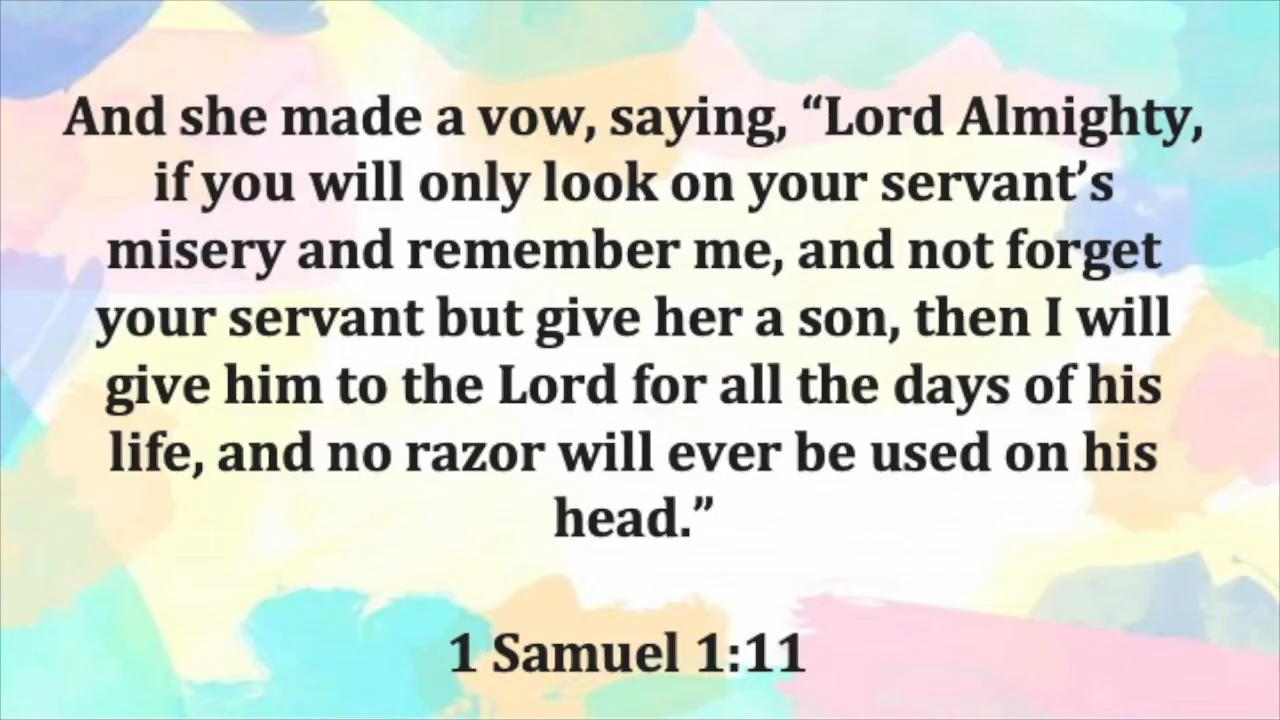 And she made a vow, saying, “Lord Almighty,
if you will only look on your servant’s
misery and remember me, and not forget
your servant but give her a son, then I will
give him to the Lord for all the days of his
life, and no razor will ever be used on his
head.”
1 Samuel 1:11